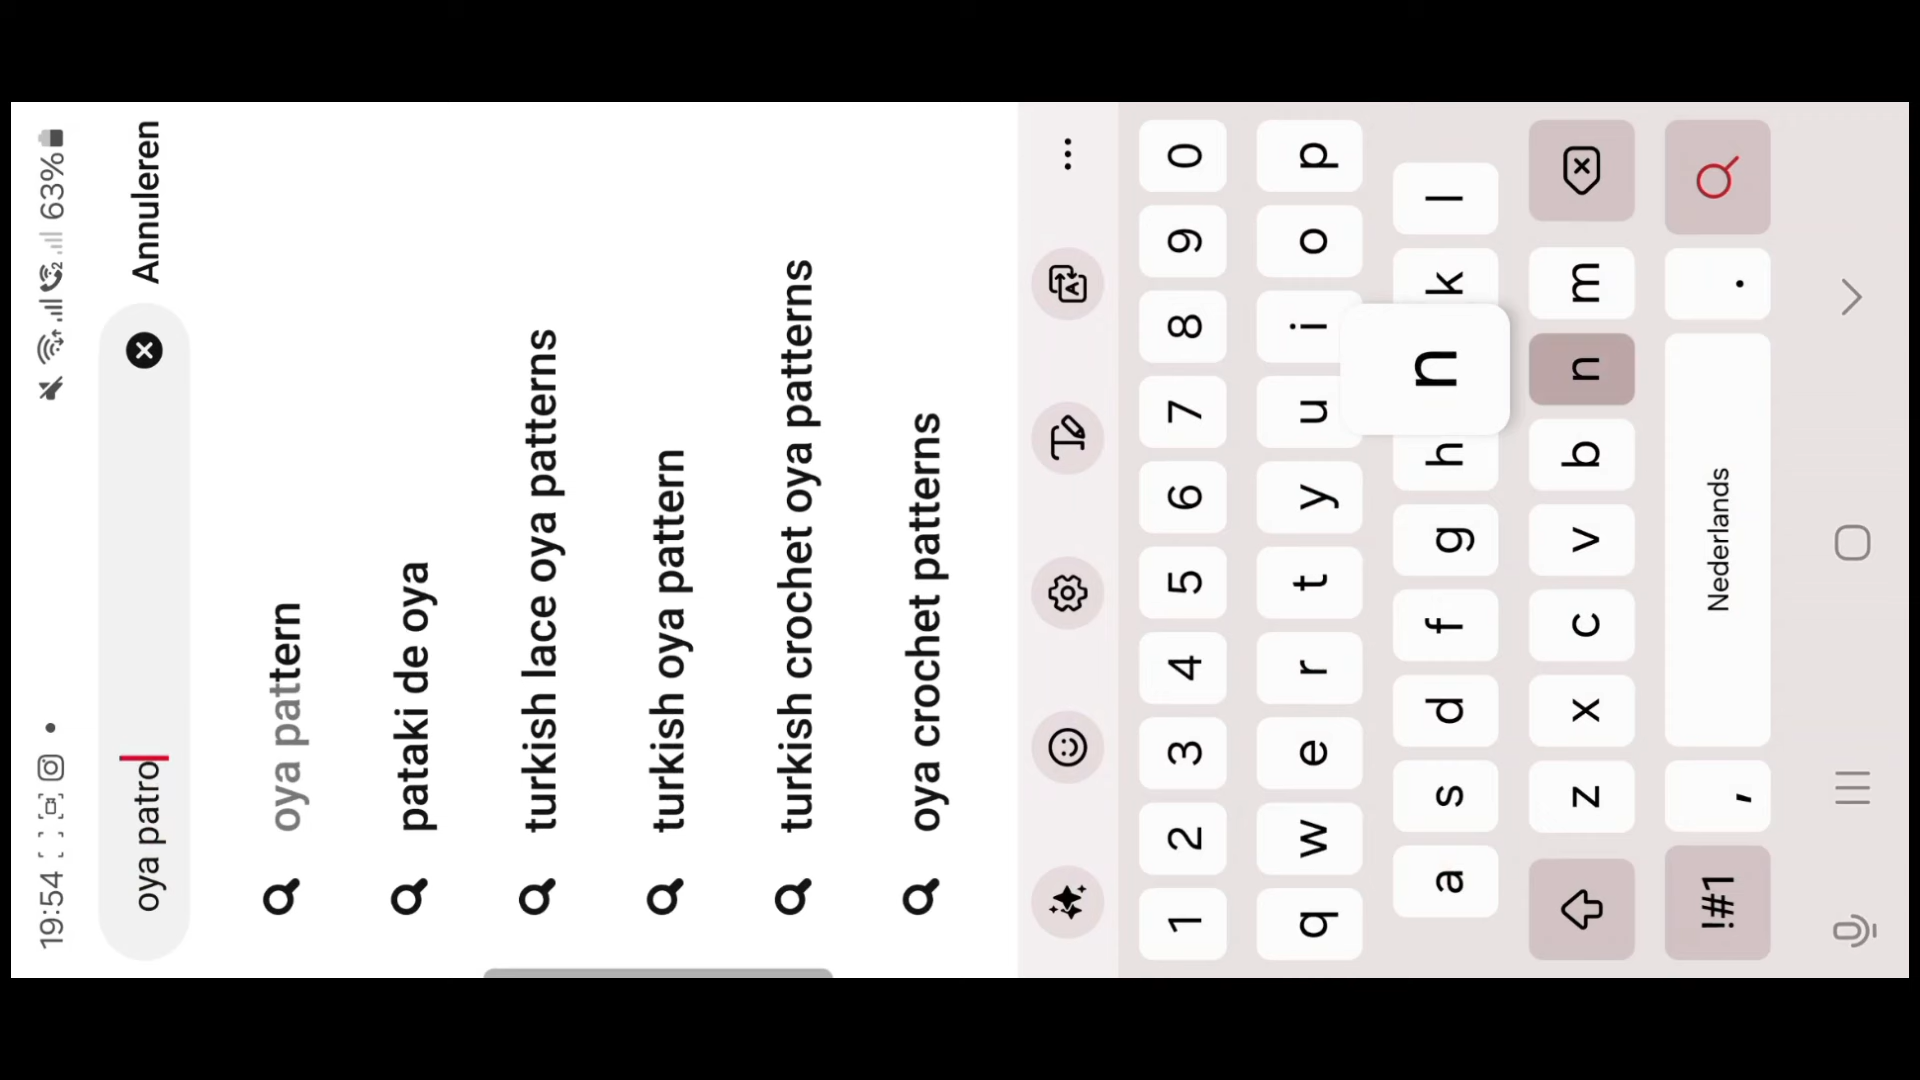 19:54
63%
oya patro
Annuleren
oya pattern
pataki de oya
turkish lace oya patterns
turkish oya pattern
turkish crochet oya patterns
oya crochet patterns
1 2 3 4 5 6 7 8 9 0
q w e r t y u i o p
a s d f g h k l
n
z x c v b n m
!#1 , Nederlands .